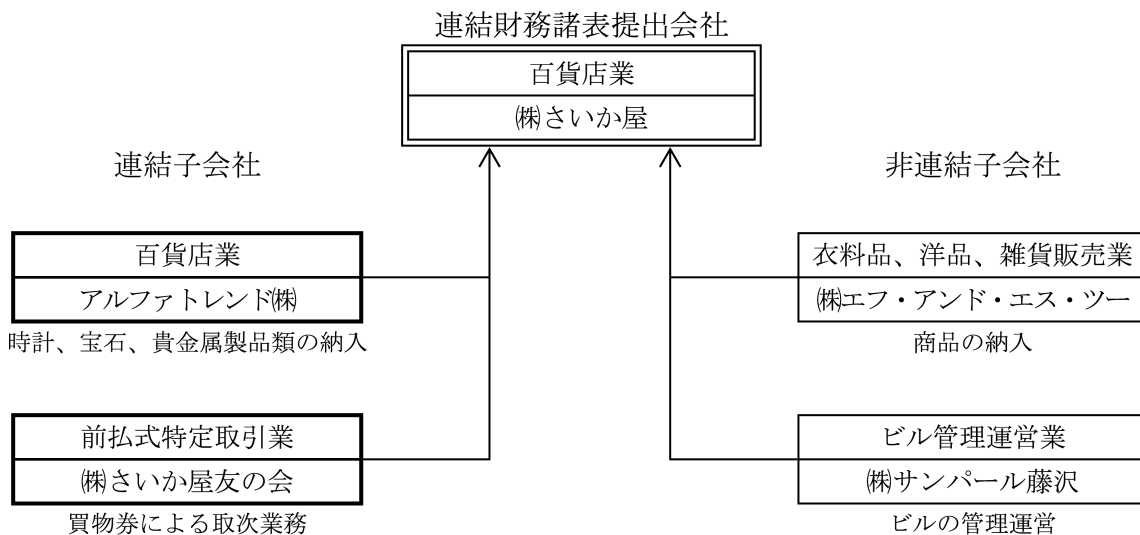 連結財務諸表提出会社
百貨店業
㈱さいか屋
連結子会社
百貨店業
アルファトレンド㈱
時計、宝石、貴金属製品類の納入
前払式特定取引業
㈱さいか屋友の会
買物券による取次業務
非連結子会社
衣料品、洋品、雑貨販売業
㈱エフ・アンド・エス・ツー
商品の納入
ビル管理運営業
㈱サンパール藤沢
ビルの管理運営